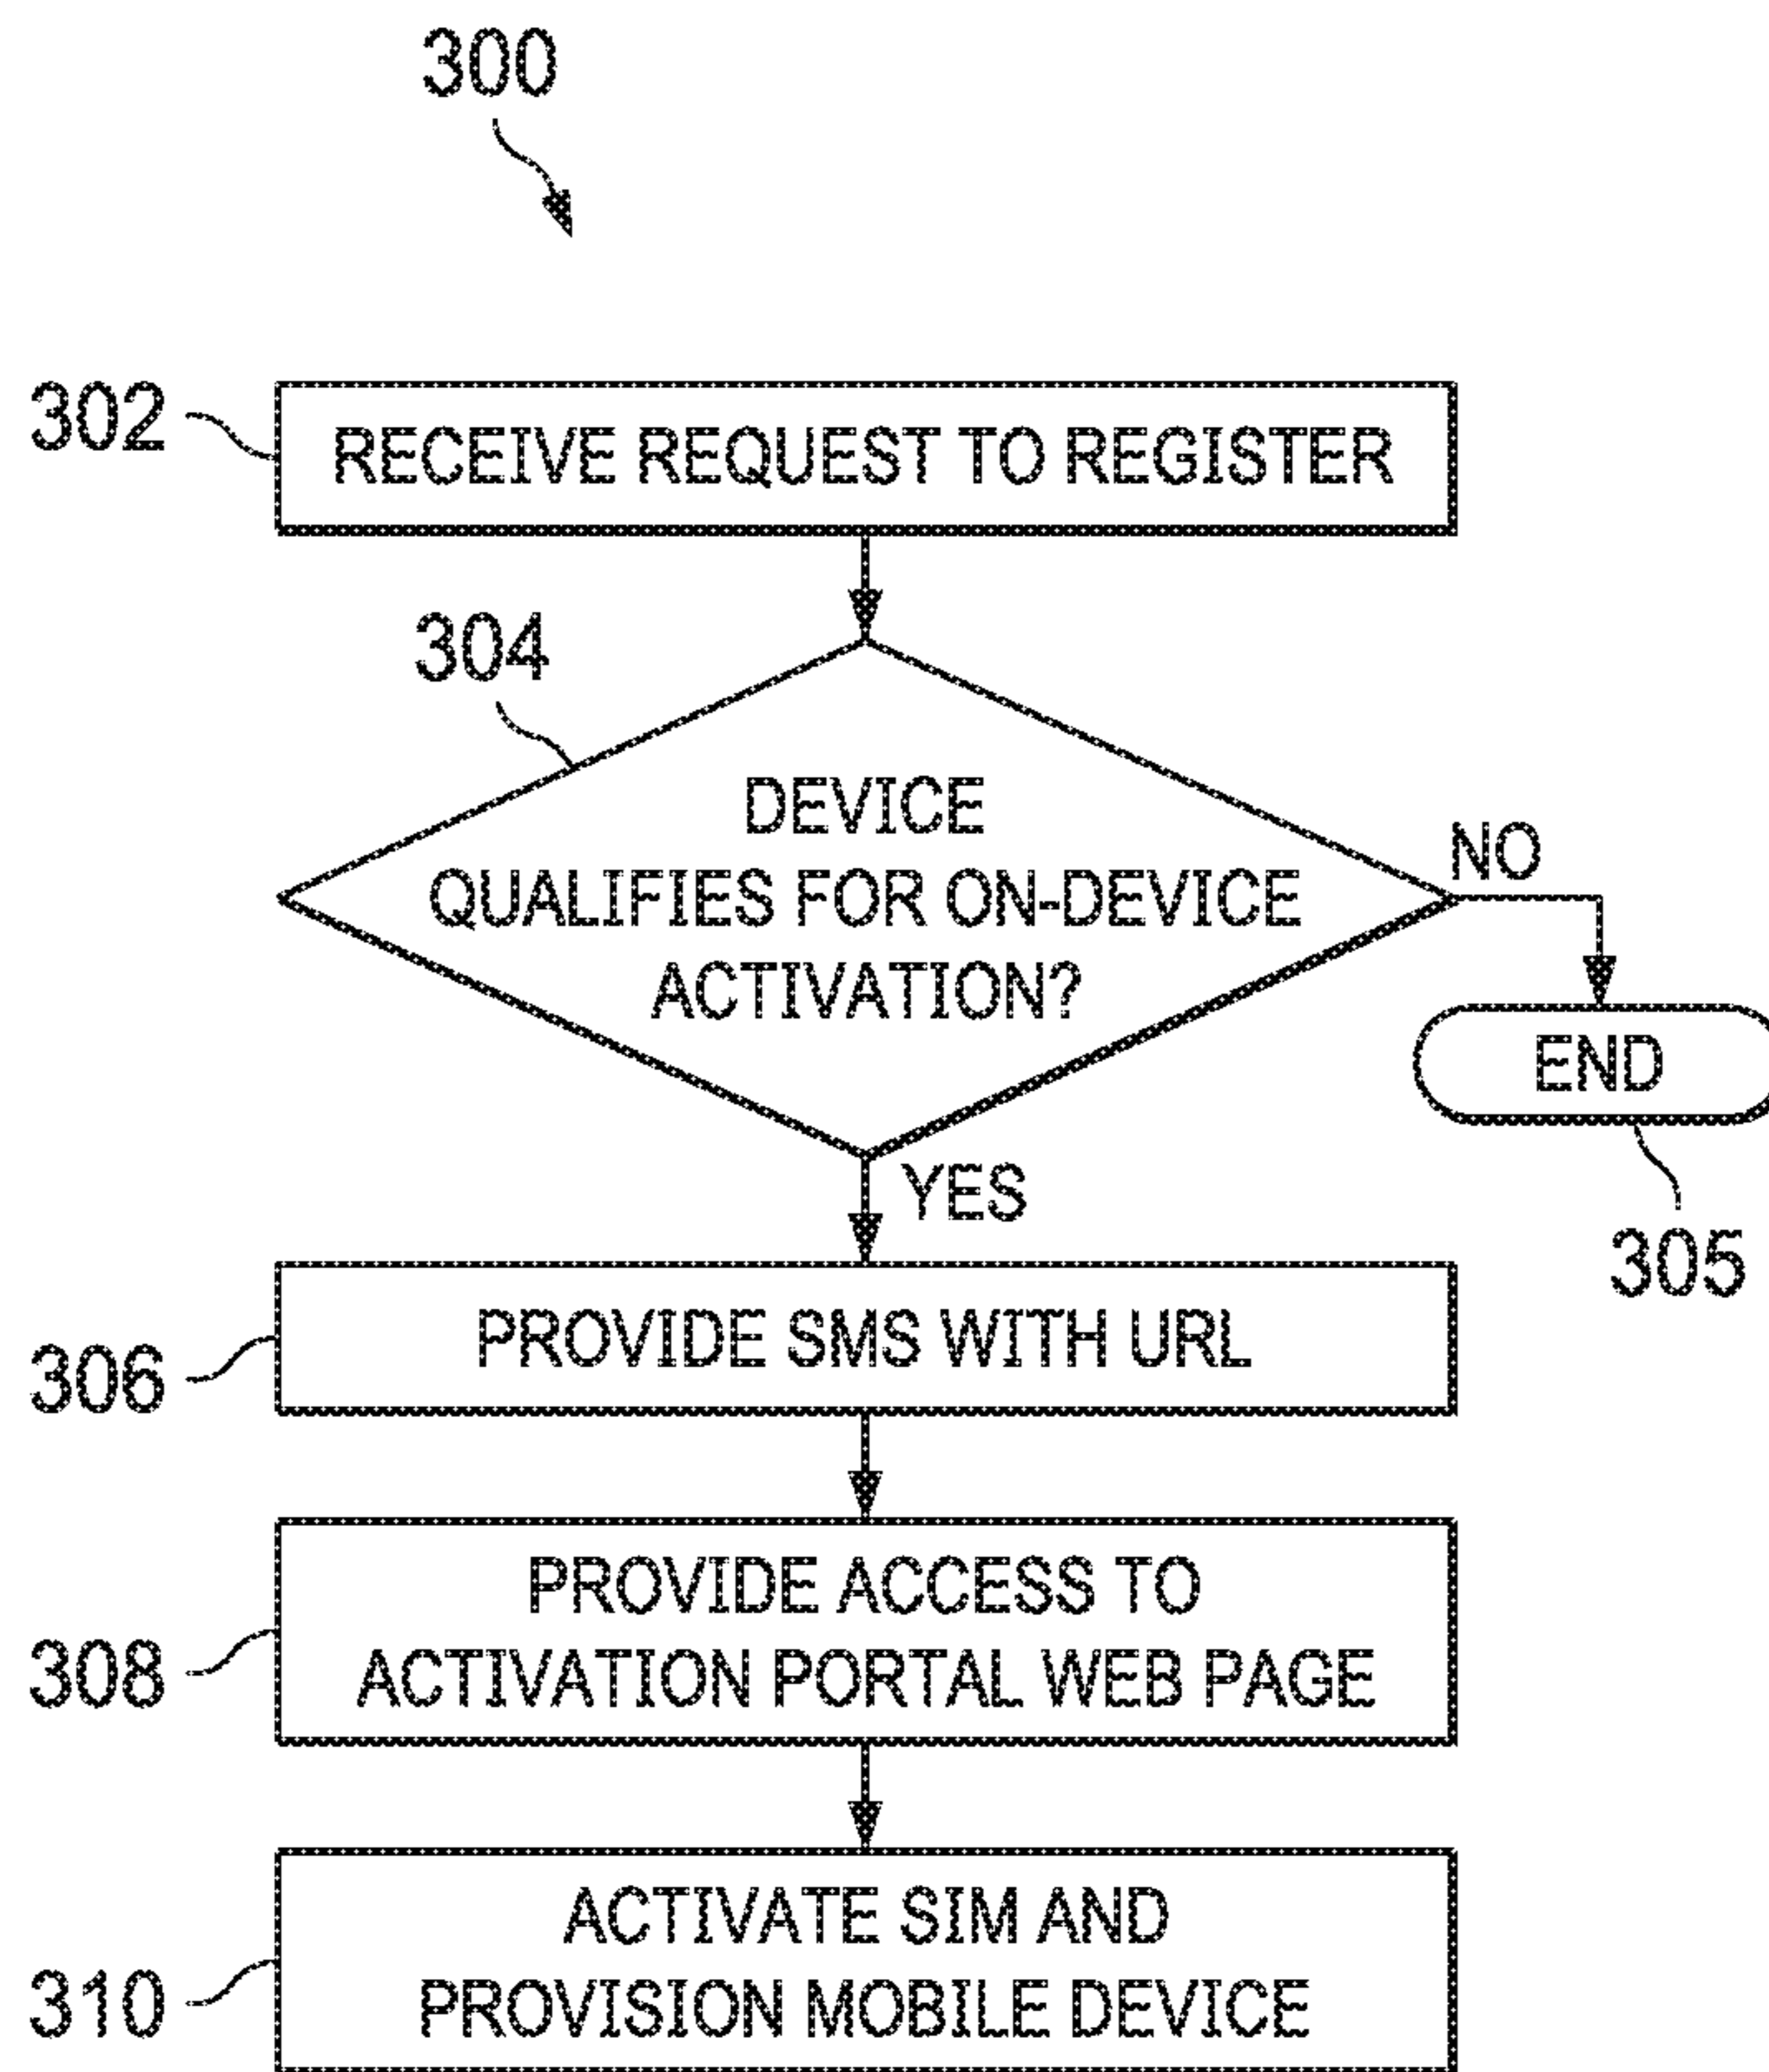 300
302
RECEIVE REQUEST TO REGISTER
304
DEVICE
QUALIFIES FOR ON-DEVICE
ACTIVATION?
NO
END
305
YES
306
PROVIDE SMS WITH URL
308
PROVIDE ACCESS TO
ACTIVATION PORTAL WEB PAGE
310
ACTIVATE SIM AND
PROVISION MOBILE DEVICE